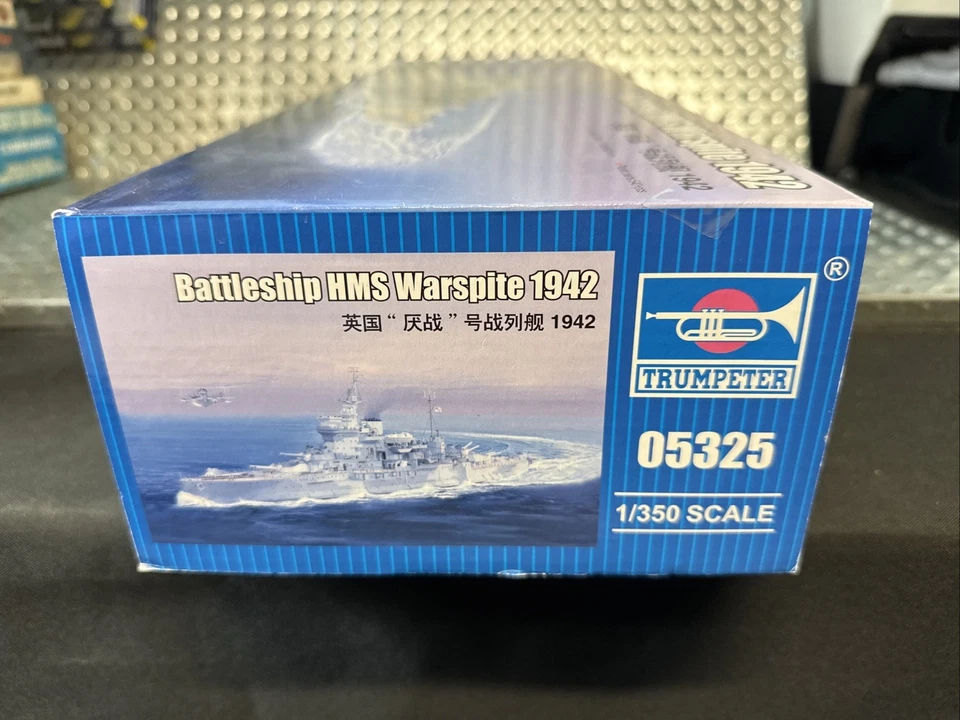 Battleship HMS Warspite 1942
英国“厌战”号战列舰 1942
®
TRUMPETER
05325
1/350 SCALE